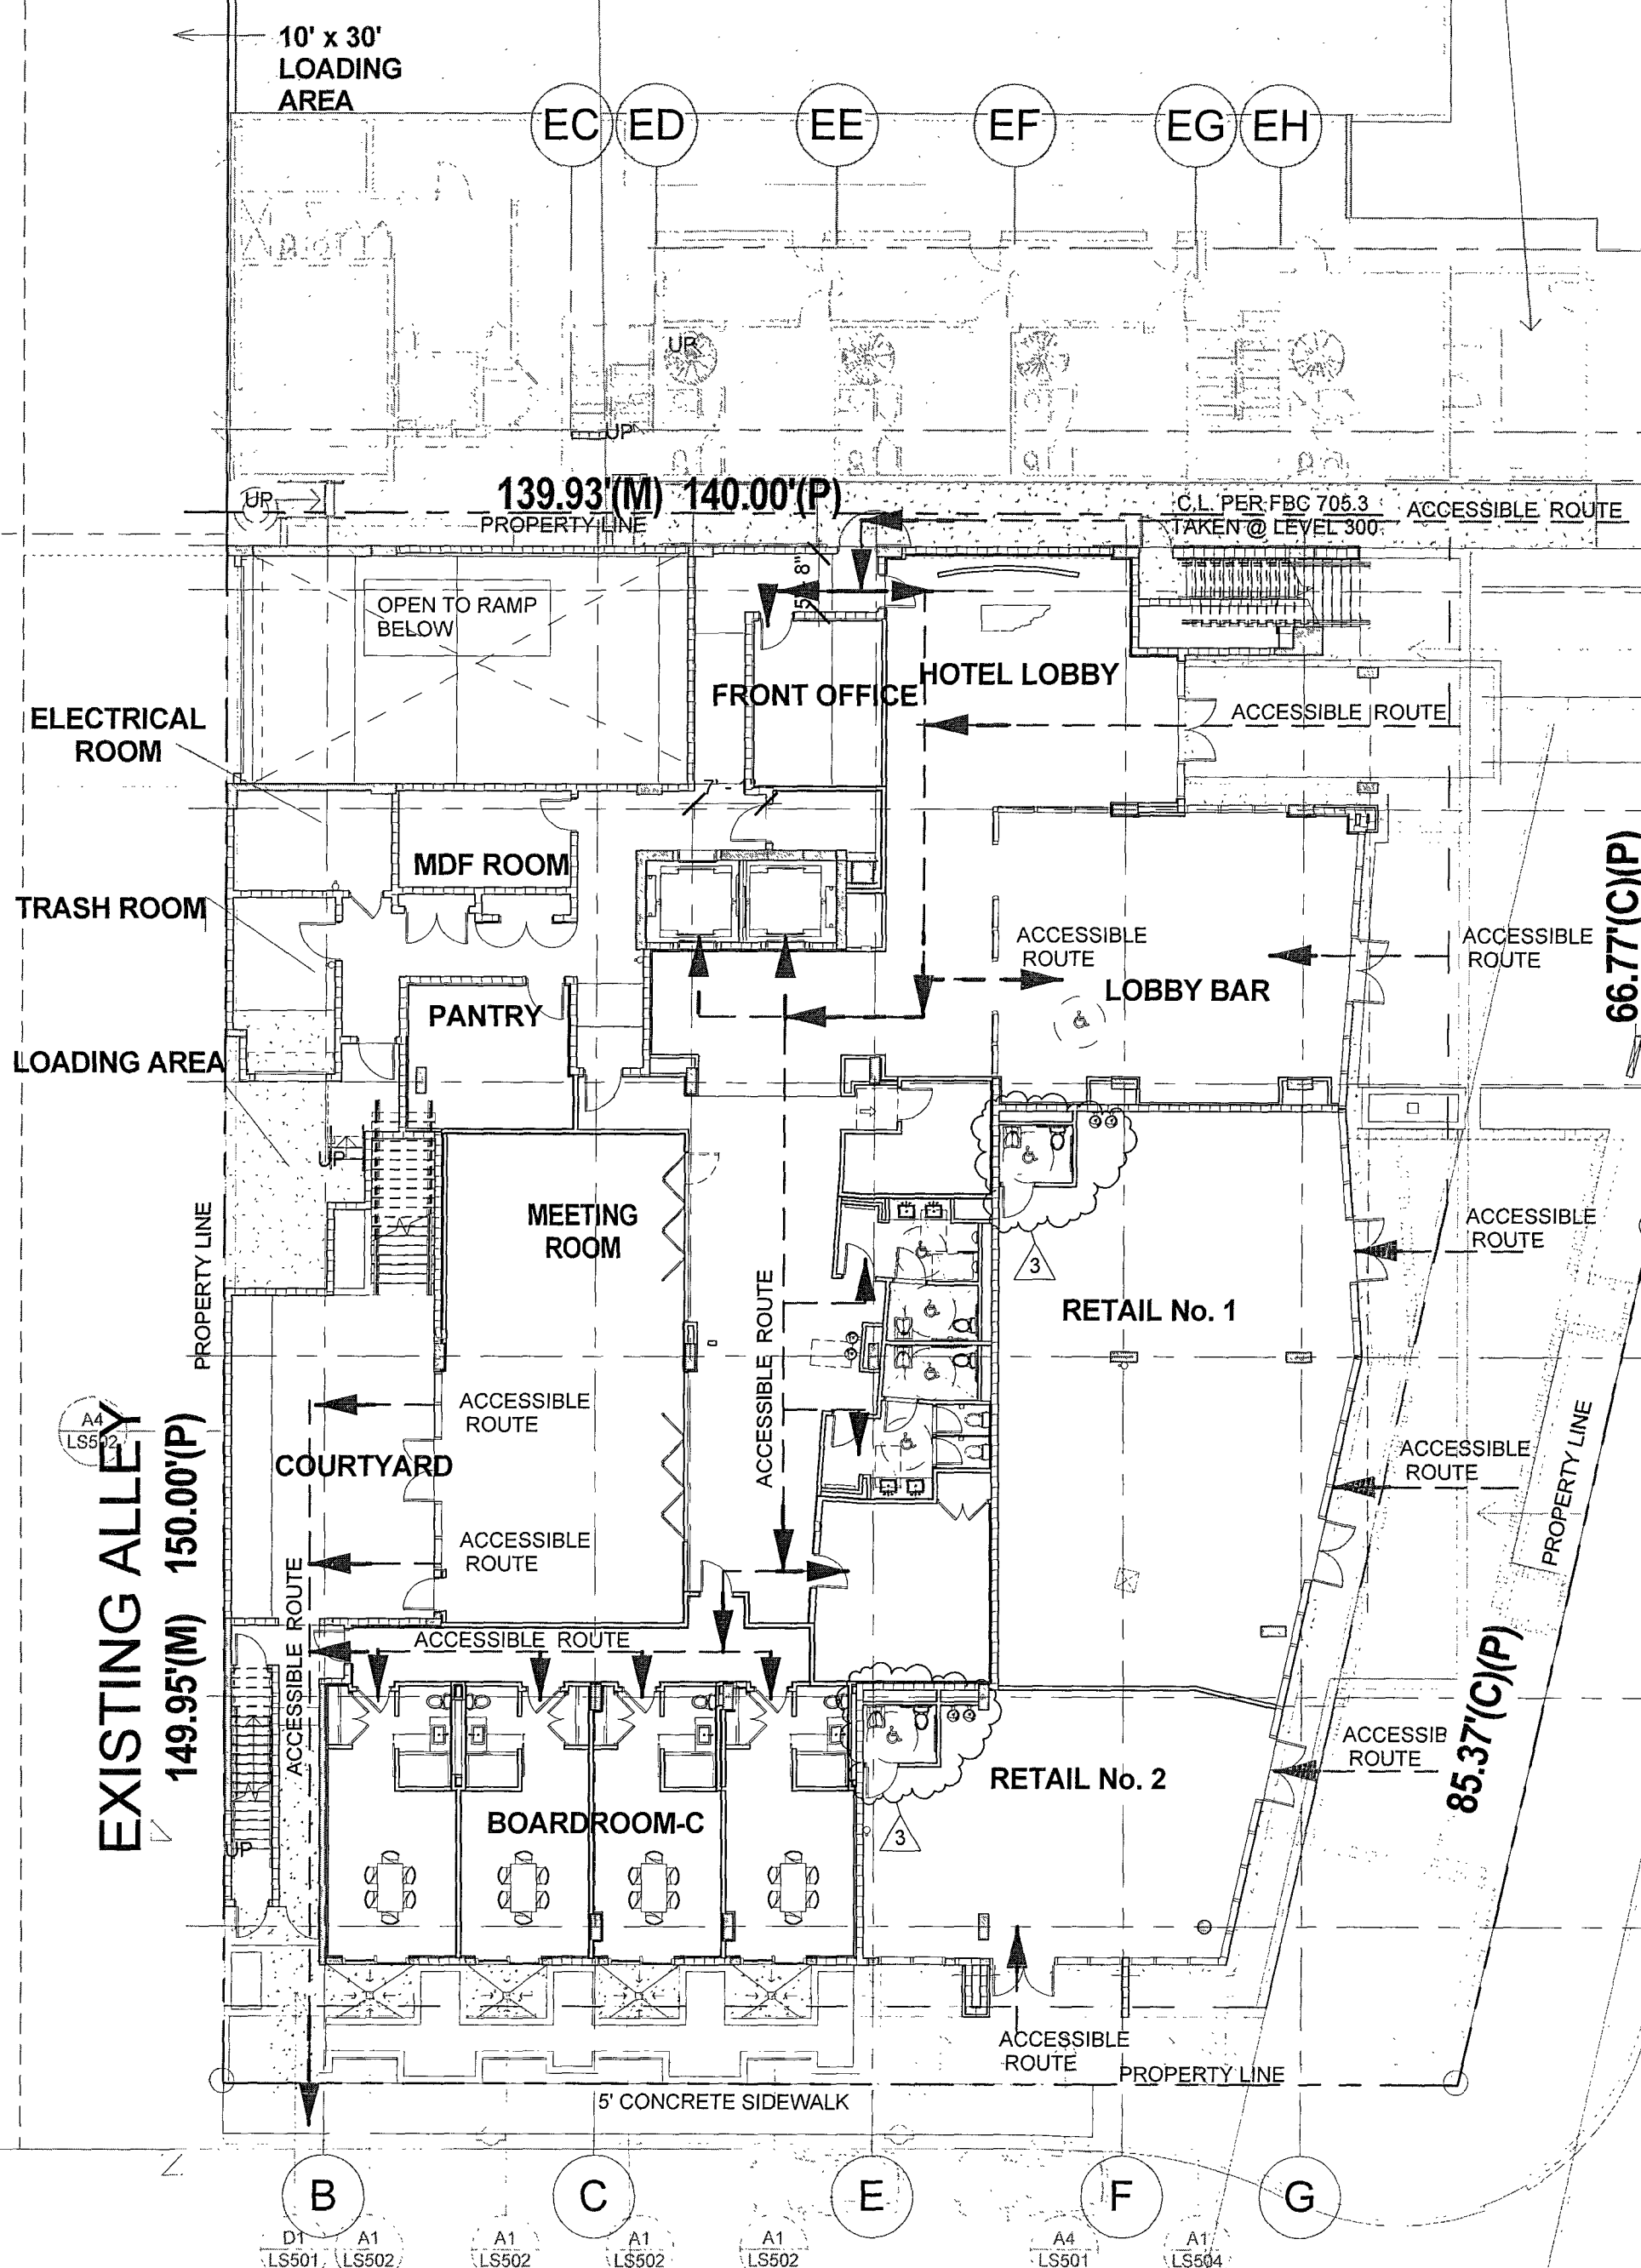 10' x 30'
LOADING
AREA
EC
ED
EE
EF
EG
EH
UP
UP
UP
139.93'(M) 140.00'(P)
PROPERTY LINE
C.L. PER FBC 705.3
TAKEN @ LEVEL 300
ACCESSIBLE ROUTE
OPEN TO RAMP
BELOW
HOTEL LOBBY
FRONT OFFICE
ELECTRICAL
ROOM
ACCESSIBLE ROUTE
MDF ROOM
TRASH ROOM
66.77'(C)(P)
ACCESSIBLE
ROUTE
ACCESSIBLE
ROUTE
LOBBY BAR
PANTRY
LOADING AREA
UP
PROPERTY LINE
MEETING
ROOM
ACCESSIBLE
ROUTE
3
RETAIL No. 1
ACCESSIBLE ROUTE
ACCESSIBLE
ROUTE
A4
LS502
EXISTING ALLEY
149.95'(M) 150.00'(P)
COURTYARD
ACCESSIBLE
ROUTE
PROPERTY LINE
ACCESSIBLE
ROUTE
ACCESSIBLE ROUTE
ACCESSIBLE ROUTE
85.37'(C)(P)
ACCESSIB
ROUTE
RETAIL No. 2
BOARDROOM-C
3
UP
ACCESSIBLE
ROUTE
PROPERTY LINE
5' CONCRETE SIDEWALK
B
C
E
F
G
D1
LS501
A1
LS502
A1
LS502
A1
LS502
A1
LS502
A4
LS501
A1
LS504